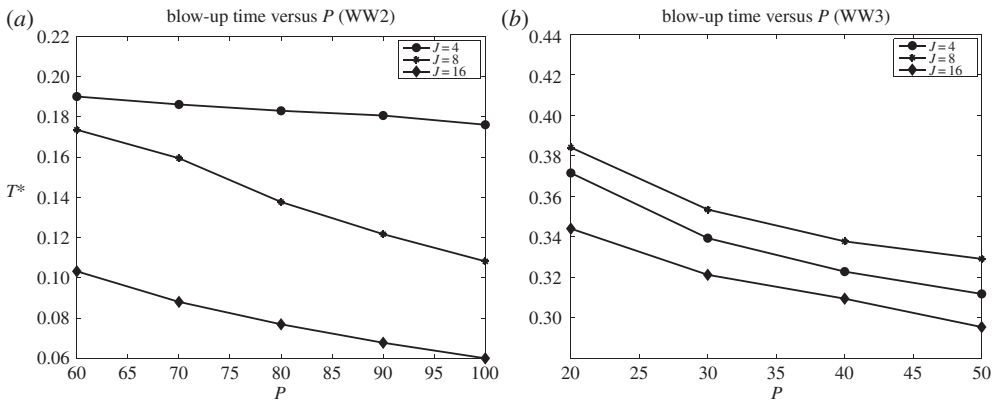 (a)
blow-up time versus P (WW2)
0.22
0.20
0.18
0.16
0.14
0.12
0.10
0.08
0.06
T*
J = 4
J = 8
J = 16
60 65 70 75 80 85 90 95 100
P
(b)
blow-up time versus P (WW3)
0.44
0.42
0.40
0.38
0.36
0.34
0.32
0.30
J = 4
J = 8
J = 16
20 25 30 35 40 45 50
P